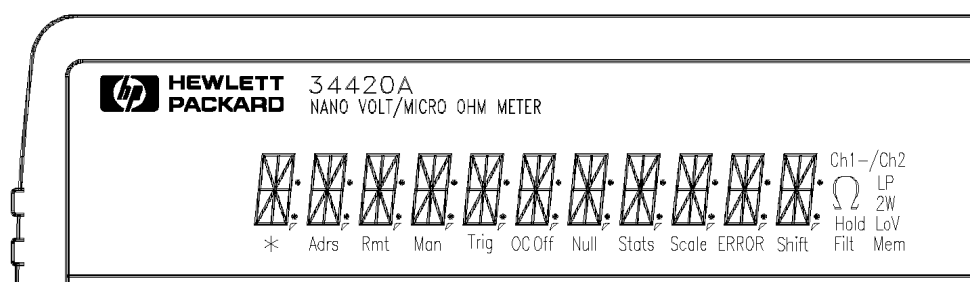 hp HEWLETT 34420A
PACKARD NANO VOLT/MICRO OHM METER
Ch1-/Ch2
Ω LP
2W
Hold LoV
* Adrs Rmt Man Trig OC Off Null Stats Scale ERROR Shift Filt Mem